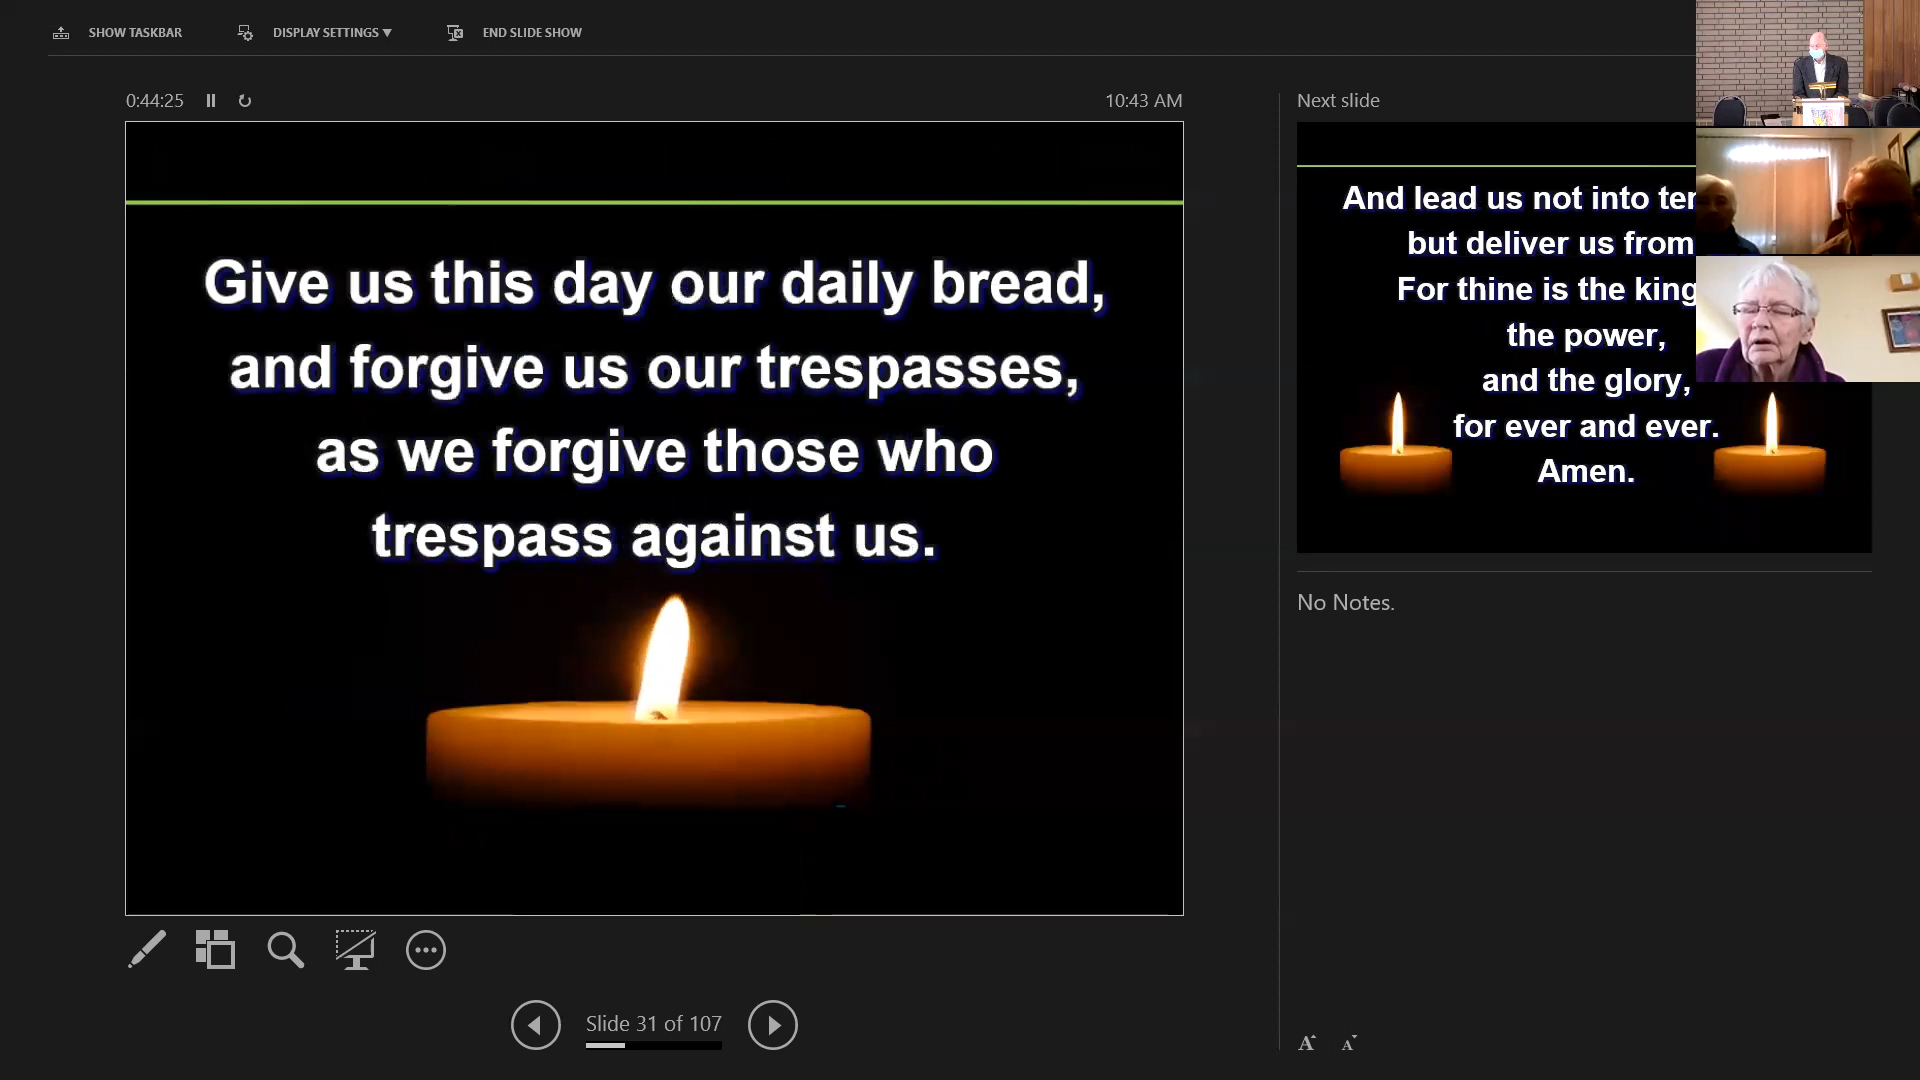 SHOW TASKBAR
DISPLAY SETTINGS ▼
END SLIDE SHOW
0:44:25
10:43 AM
Give us this day our daily bread,
and forgive us our trespasses,
as we forgive those who
trespass against us.
Slide 31 of 107
Next slide
And lead us not into
but deliver us from
For thine is the
the power,
and the glory,
for ever and ever.
Amen.
No Notes.
A
A